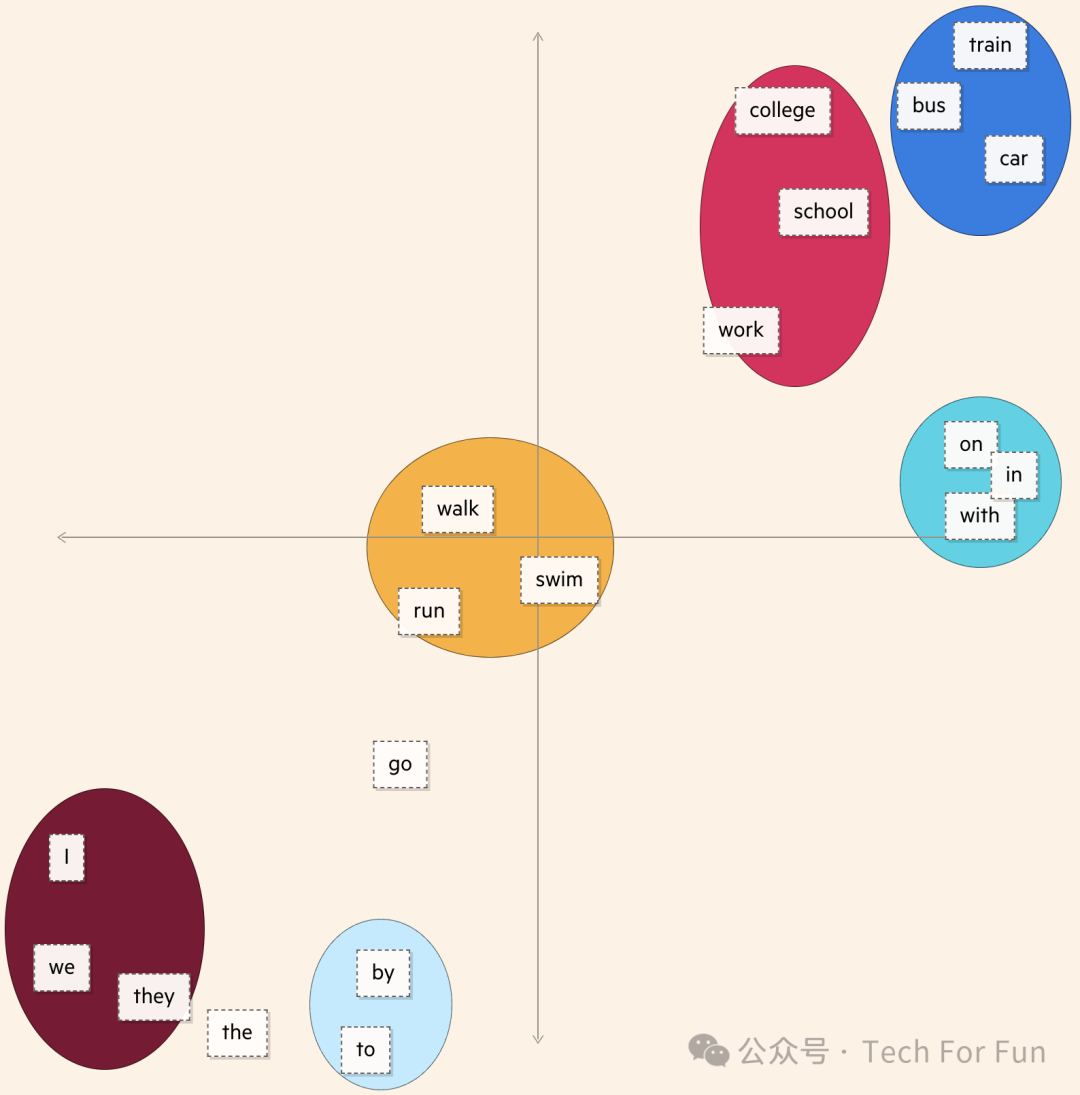 train
bus
college
car
school
work
on
in
walk
with
swim
run
go
I
we
by
they
the
to
公众号 · Tech For Fun